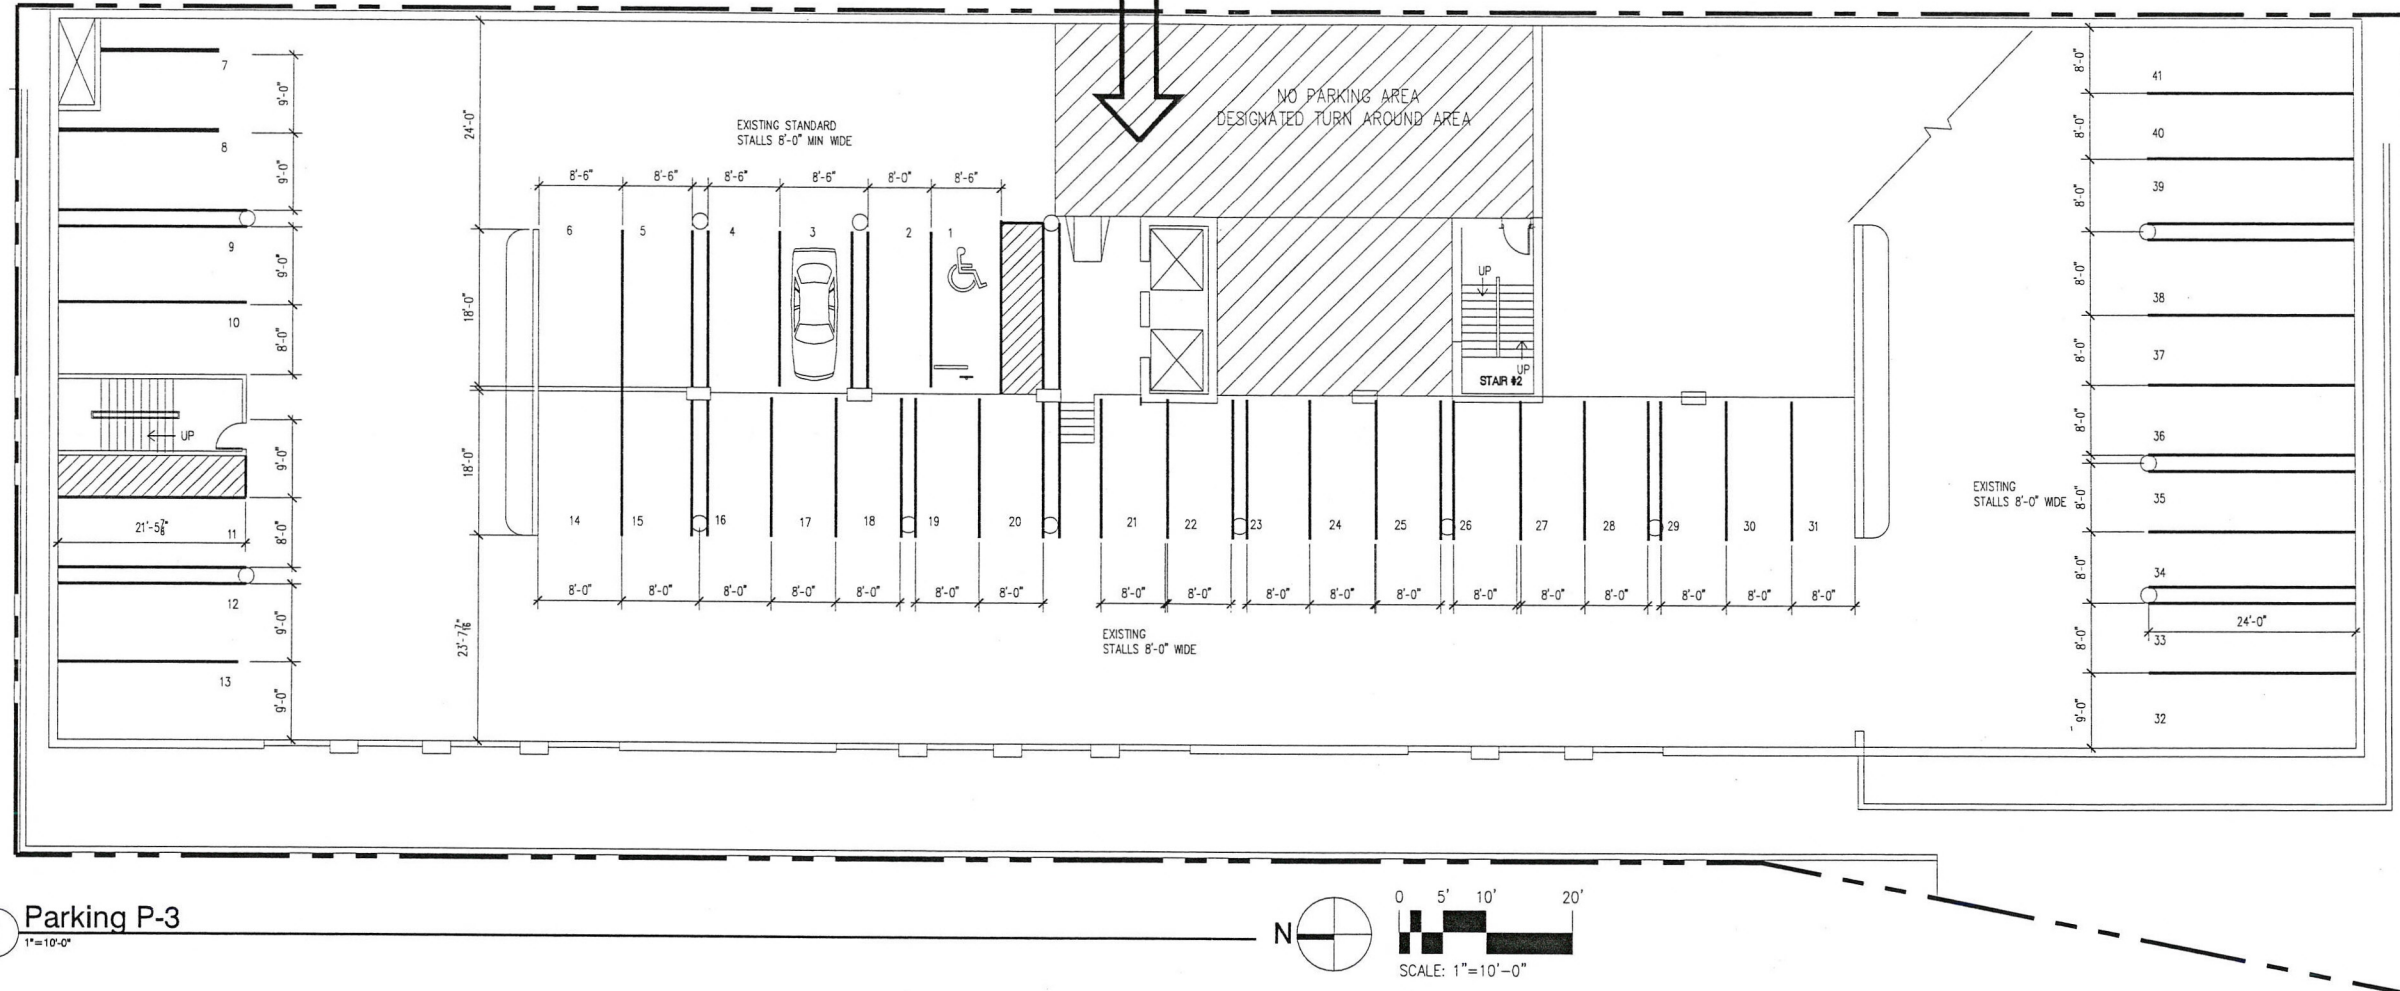 7
8
9
10
11
12
13
9'-0"
9'-0"
9'-0"
8'-0"
9'-0"
8'-0"
9'-0"
9'-0"
UP
21'-5⅞"
24'-0"
18'-0"
18'-0"
23'-7 7/16"
EXISTING STANDARD
STALLS 8'-0" MIN WIDE
8'-6" 8'-6" 8'-6" 8'-6" 8'-0" 8'-6"
6 5 4 3 2 1
NO PARKING AREA
DESIGNATED TURN AROUND AREA
UP
UP
STAIR #2
14 15 16 17 18 19 20 21 22 23 24 25 26 27 28 29 30 31
8'-0" 8'-0" 8'-0" 8'-0" 8'-0" 8'-0" 8'-0" 8'-0" 8'-0" 8'-0" 8'-0" 8'-0" 8'-0" 8'-0" 8'-0" 8'-0" 8'-0"
EXISTING
STALLS 8'-0" WIDE
EXISTING
STALLS 8'-0" WIDE
8'-0"
8'-0"
8'-0"
8'-0"
8'-0"
8'-0"
8'-0"
8'-0"
8'-0"
9'-0"
41
40
39
38
37
36
35
34
24'-0"
33
32
Parking P-3
1"=10'-0"
N
0 5' 10' 20'
SCALE: 1"=10'-0"